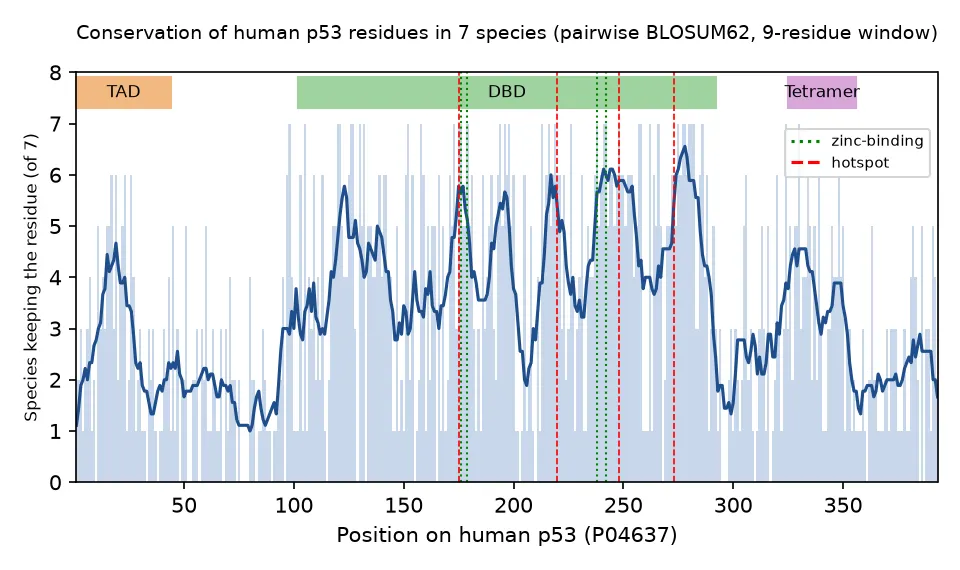 Conservation of human p53 residues in 7 species (pairwise BLOSUM62, 9-residue window)
8
7
6
5
4
3
2
1
0
Species keeping the residue (of 7)
TAD
DBD
Tetramer
zinc-binding
hotspot
50
100
150
200
250
300
350
Position on human p53 (P04637)